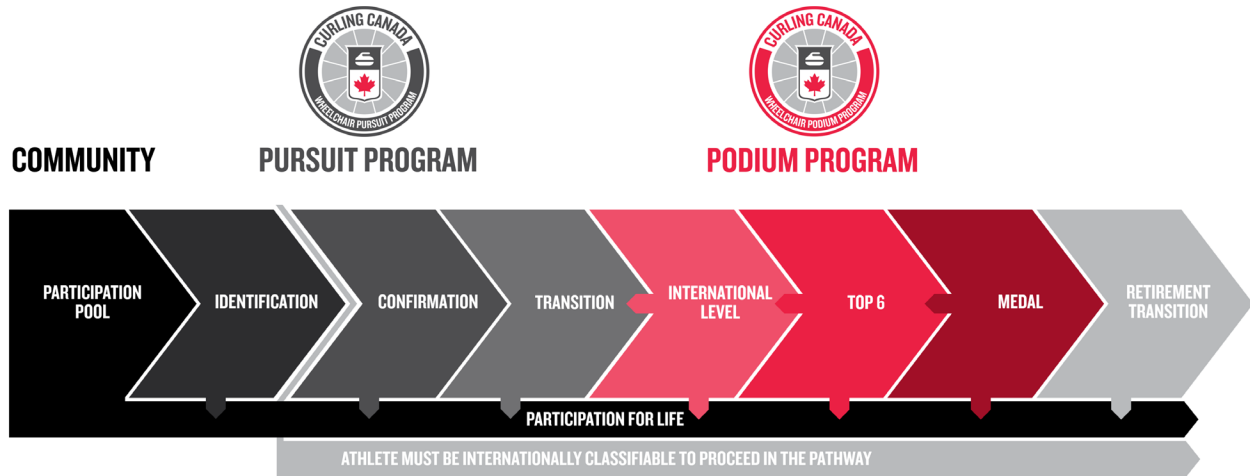 CURLING CANADA
WHEELCHAIR PURSUIT PROGRAM
CURLING CANADA
WHEELCHAIR PODIUM PROGRAM
COMMUNITY
PURSUIT PROGRAM
PODIUM PROGRAM
PARTICIPATION
POOL
IDENTIFICATION
CONFIRMATION
TRANSITION
INTERNATIONAL
LEVEL
TOP 6
MEDAL
RETIREMENT
TRANSITION
PARTICIPATION FOR LIFE
ATHLETE MUST BE INTERNATIONALLY CLASSIFIABLE TO PROCEED IN THE PATHWAY